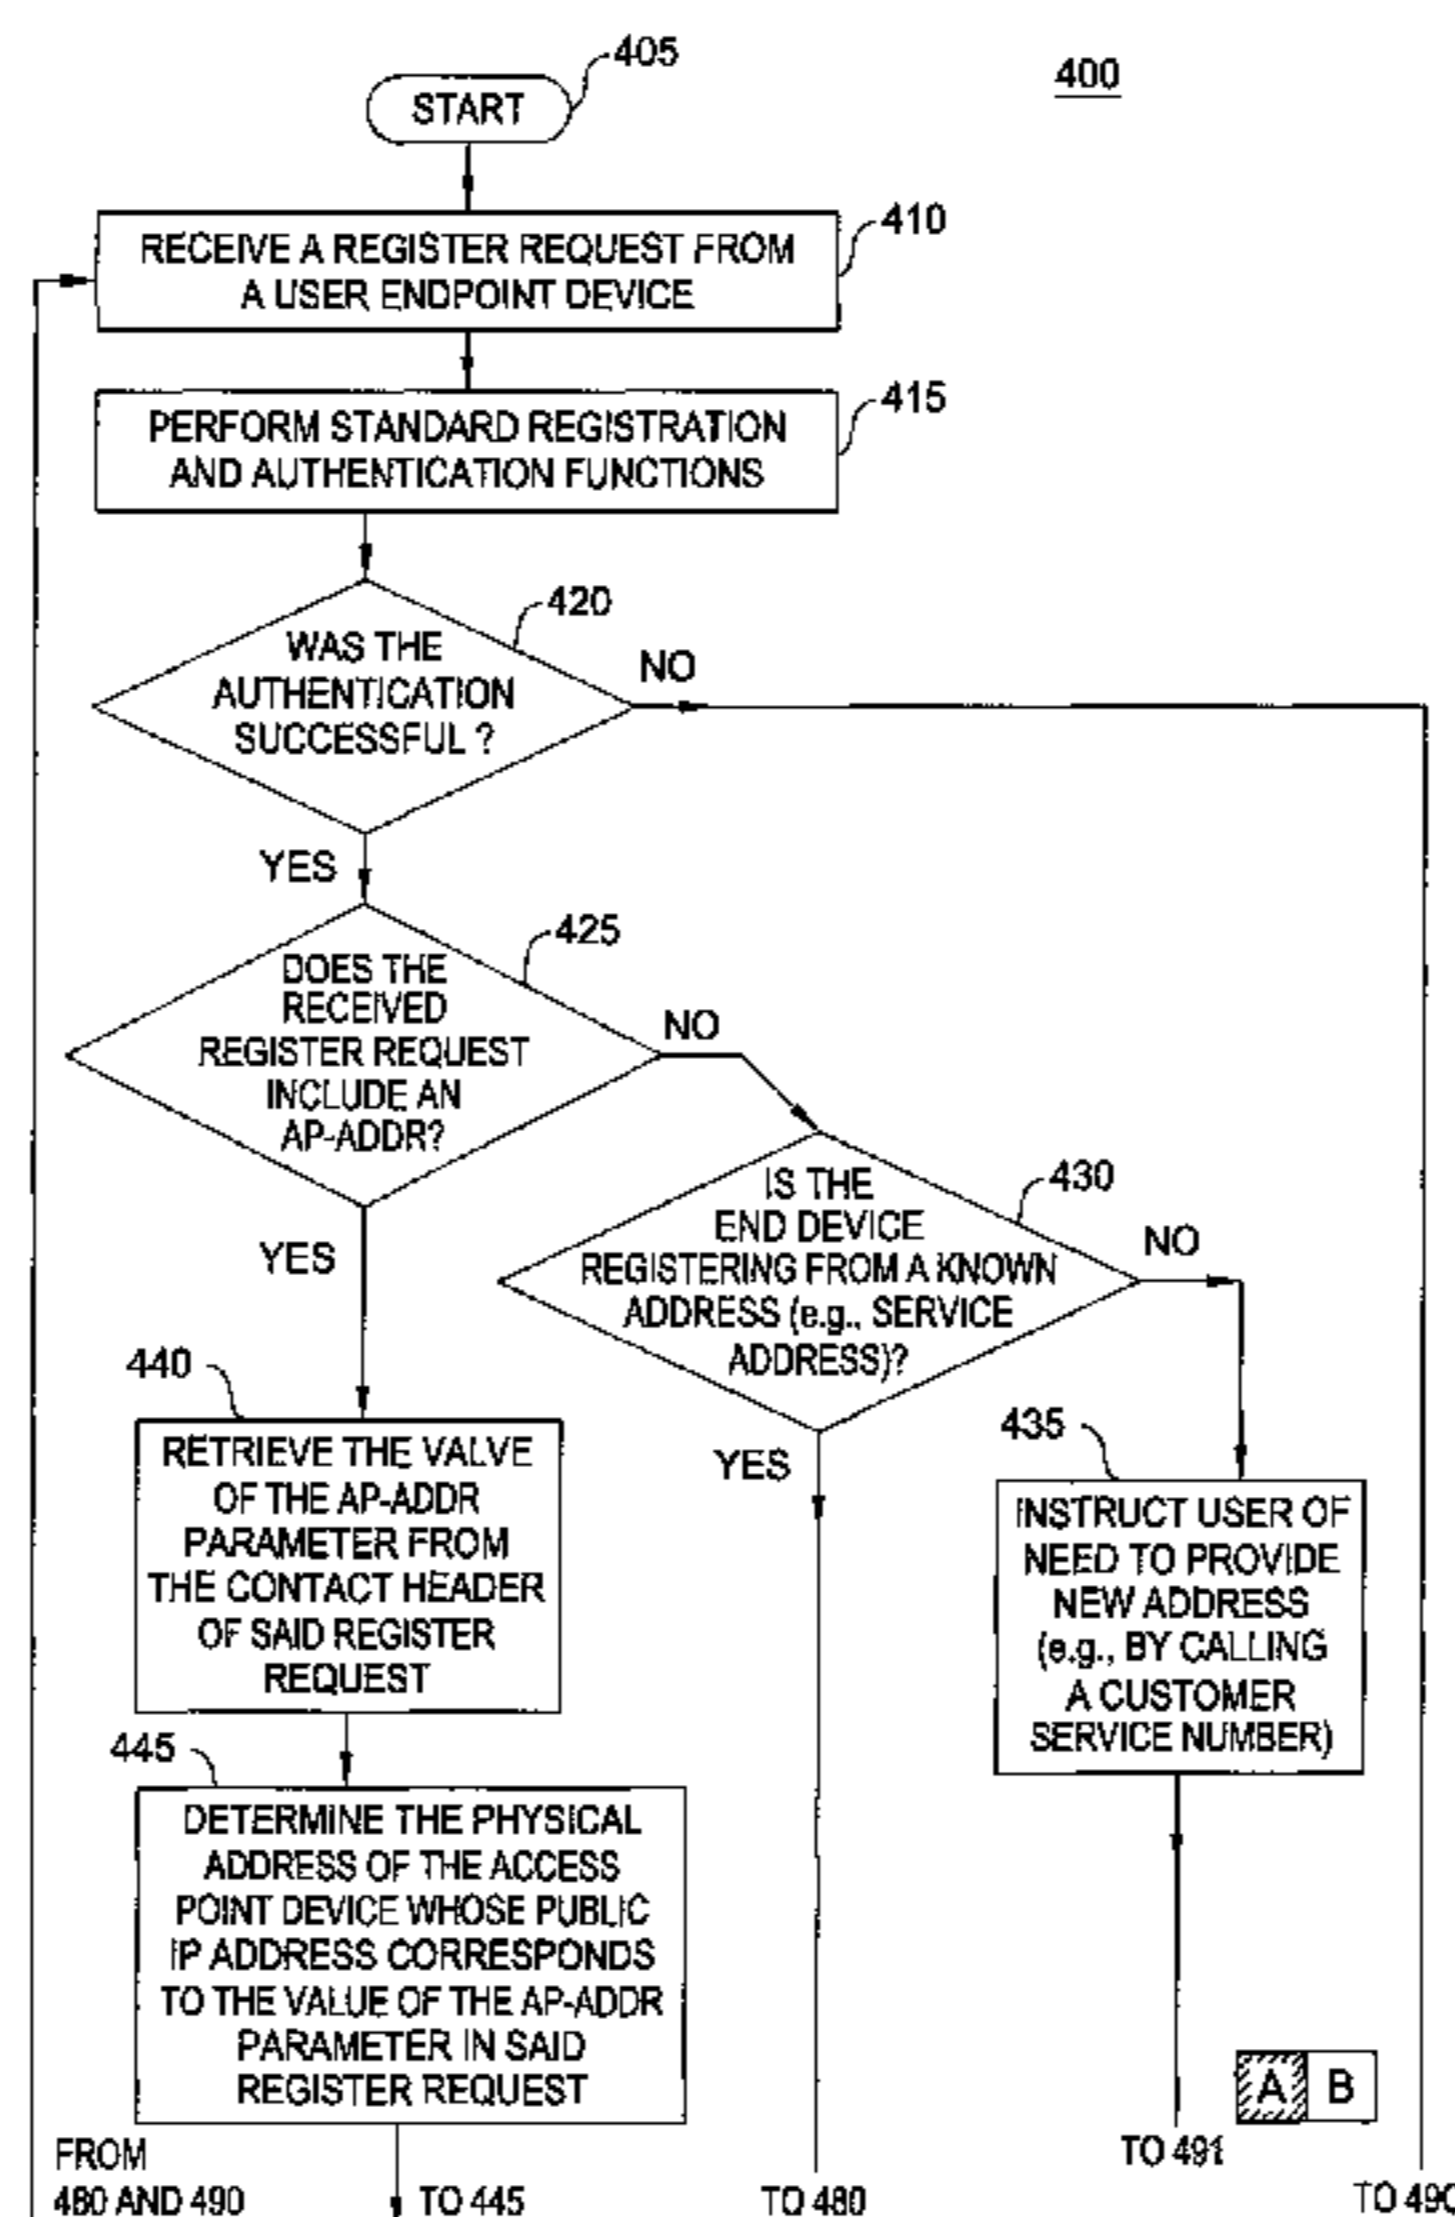 405
400
START
410
RECEIVE A REGISTER REQUEST FROM
A USER ENDPOINT DEVICE
415
PERFORM STANDARD REGISTRATION
AND AUTHENTICATION FUNCTIONS
420
WAS THE
AUTHENTICATION
SUCCESSFUL ?
NO
YES
425
DOES THE
RECEIVED
REGISTER REQUEST
INCLUDE AN
AP-ADDR?
NO
YES
430
IS THE
END DEVICE
REGISTERING FROM A KNOWN
ADDRESS (e.g., SERVICE
ADDRESS)?
NO
YES
440
RETRIEVE THE VALVE
OF THE AP-ADDR
PARAMETER FROM
THE CONTACT HEADER
OF SAID REGISTER
REQUEST
435
INSTRUCT USER OF
NEED TO PROVIDE
NEW ADDRESS
(e.g., BY CALLING
A CUSTOMER
SERVICE NUMBER)
445
DETERMINE THE PHYSICAL
ADDRESS OF THE ACCESS
POINT DEVICE WHOSE PUBLIC
IP ADDRESS CORRESPONDS
TO THE VALUE OF THE AP-ADDR
PARAMETER IN SAID
REGISTER REQUEST
A B
FROM
480 AND 490
TO 445
TO 480
TO 491
TO 490